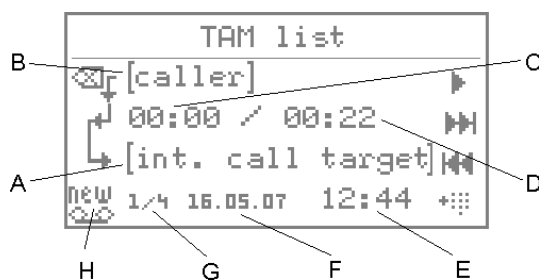 TAM list
B [caller] C
00:00 / 00:22
A [int. call target] D
new 1/4 16.05.07 12:44
H G F E